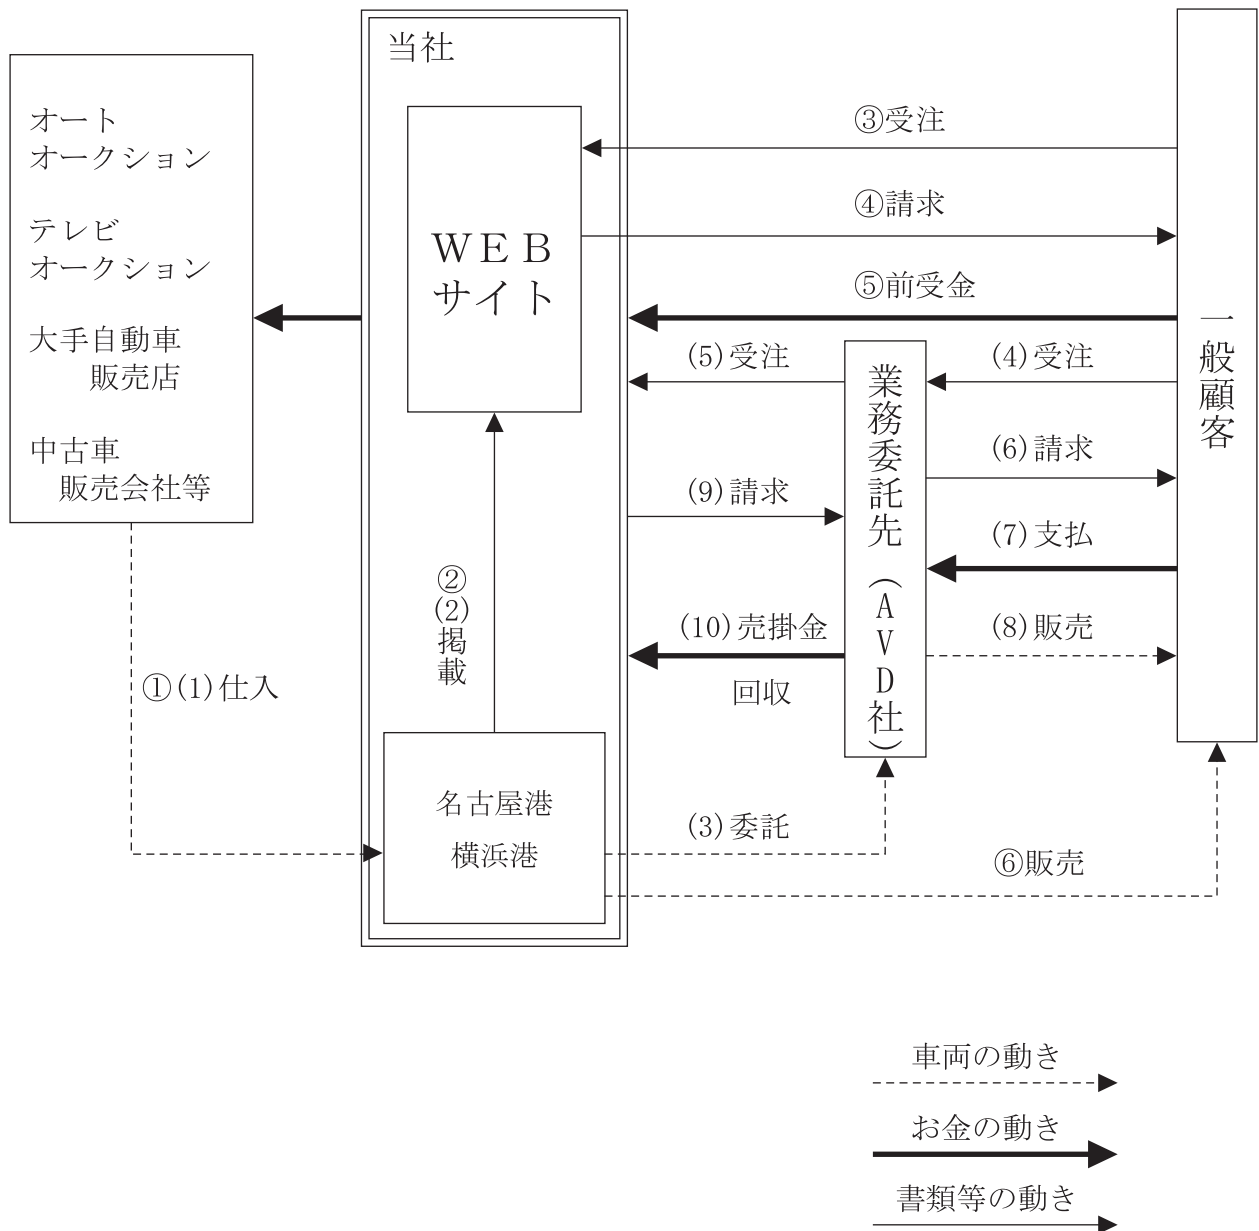 当社
オート
オークション
テレビ
オークション
大手自動車
販売店
中古車
販売会社等
WEB
サイト
③受注
④請求
⑤前受金
(5)受注
(4)受注
(6)請求
(9)請求
(7)支払
(10)売掛金
回収
(8)販売
業務委託先(AVD社)
一般顧客
②
(2)
掲
載
①(1)仕入
名古屋港
横浜港
(3)委託
⑥販売
車両の動き
お金の動き
書類等の動き